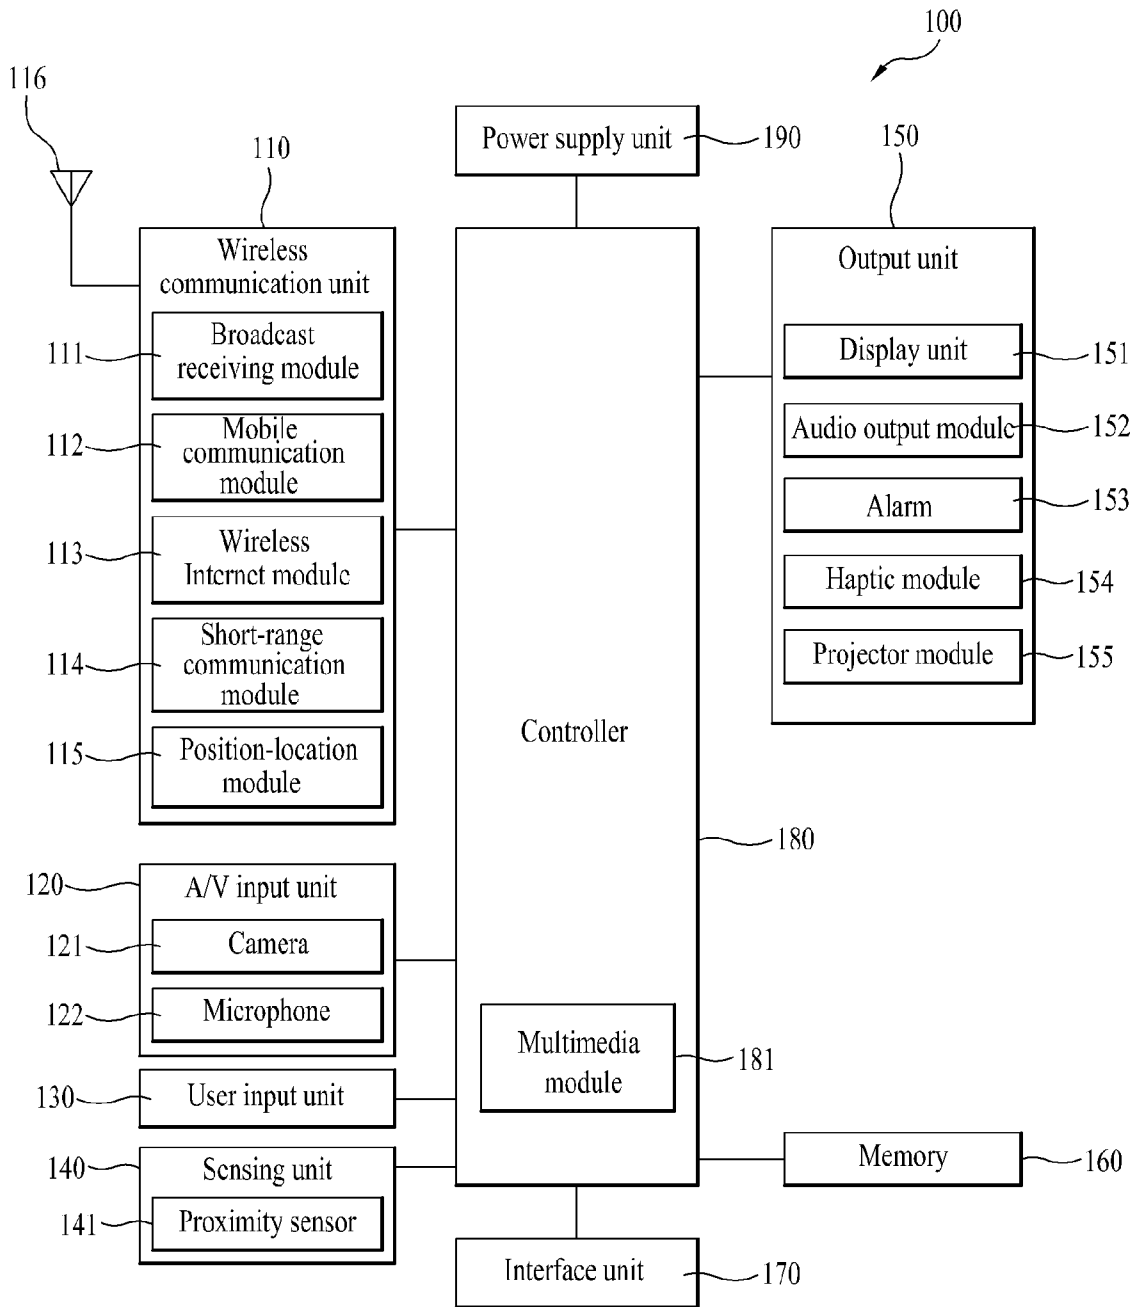 100
116
Power supply unit
190
110
150
Wireless
communication unit
Output unit
Broadcast
receiving module
111
Display unit
151
Mobile
communication
module
112
Audio output module
152
Alarm
153
Wireless
Internet module
113
Haptic module
154
Short-range
communication
module
114
Projector module
155
Position-location
module
115
Controller
180
120
A/V input unit
121
Camera
122
Microphone
Multimedia
module
181
130
User input unit
140
Sensing unit
141
Proximity sensor
Memory
160
Interface unit
170